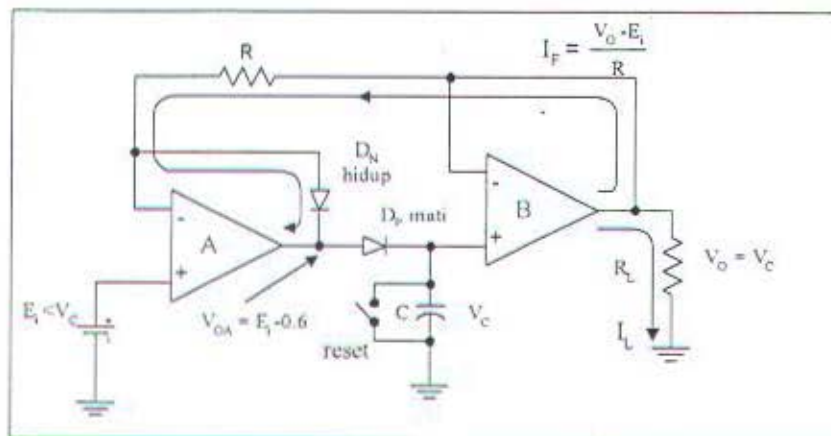 I_F = V_O - E_i
R
R
D_N
hidup
-
A
+
D_P mati
-
B
+
E_i < V_C
+
V_OA = E_i - 0.6
reset
C
V_C
R_L
I_L
V_O = V_C